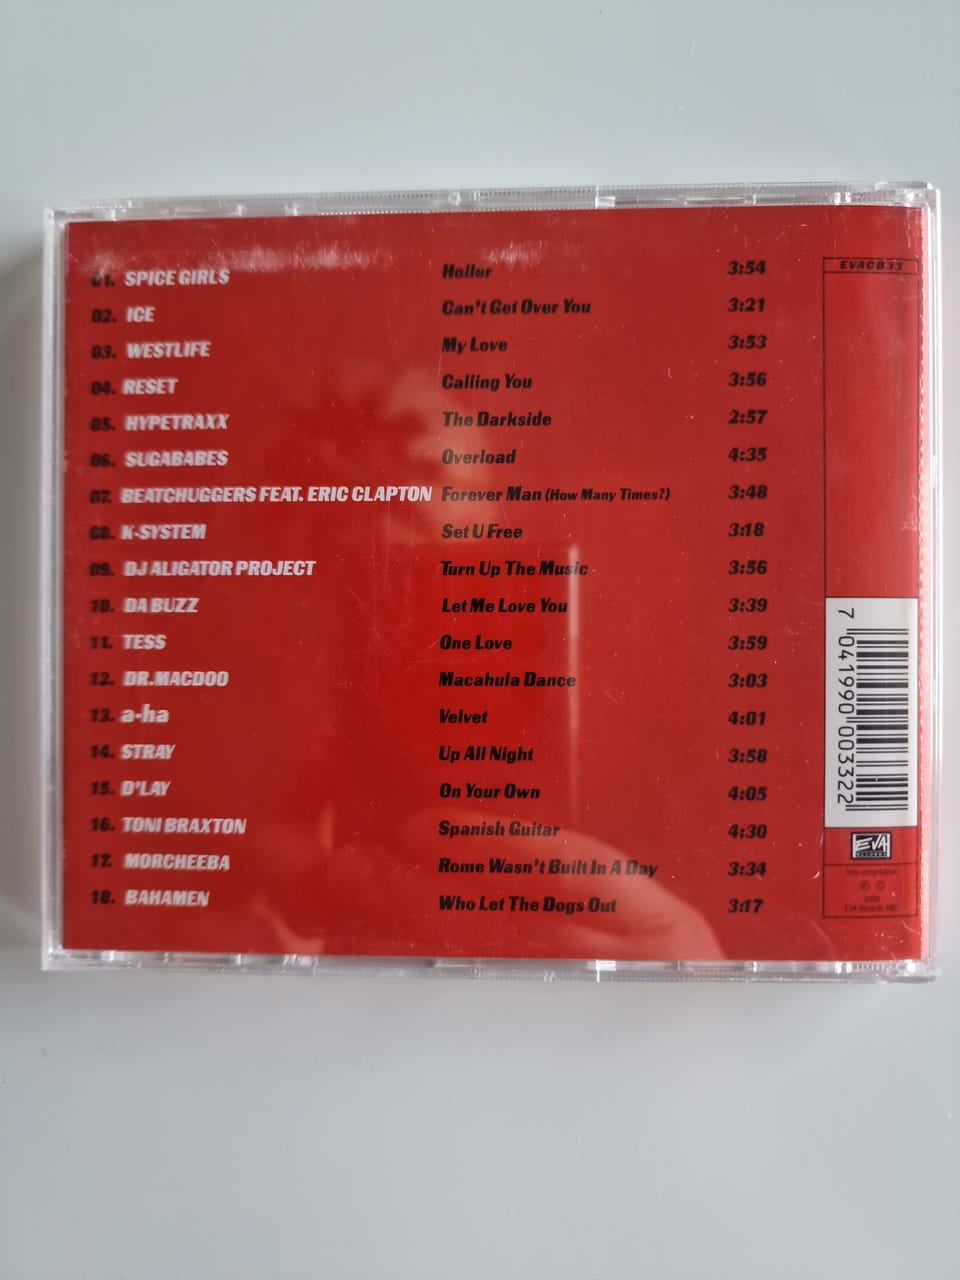 01. SPICE GIRLS Holler 3:54
02. ICE Can't Get Over You 3:21
03. WESTLIFE My Love 3:53
04. RESET Calling You 3:56
05. HYPETRAXX The Darkside 2:57
06. SUGABABES Overload 4:35
07. BEATCHUGGERS FEAT. ERIC CLAPTON Forever Man (How Many Times?) 3:48
08. K-SYSTEM Set U Free 3:18
09. DJ ALIGATOR PROJECT Turn Up The Music 3:56
10. DA BUZZ Let Me Love You 3:39
11. TESS One Love 3:59
12. DR.MACDOO Macahula Dance 3:03
13. a-ha Velvet 4:01
14. STRAY Up All Night 3:58
15. D'LAY On Your Own 4:05
16. TONI BRAXTON Spanish Guitar 4:30
17. MORCHEEBA Rome Wasn't Built In A Day 3:34
18. BAHAMEN Who Let The Dogs Out 3:17
EVACD33
7 041990 003322
EVA
RECORDS
This compilation
℗ ©
2000
EVA Records